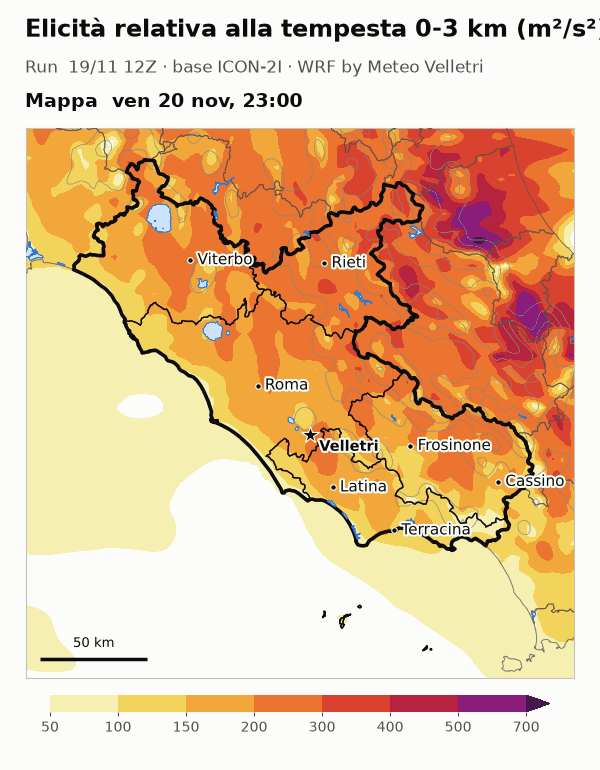 Elicità relativa alla tempesta 0-3 km (m²/s²)
Run 19/11 12Z · base ICON-2I · WRF by Meteo Velletri
Mappa ven 20 nov, 23:00
Viterbo
Rieti
Roma
Velletri
Frosinone
Cassino
Latina
Terracina
50 km
50 100 150 200 300 400 500 700